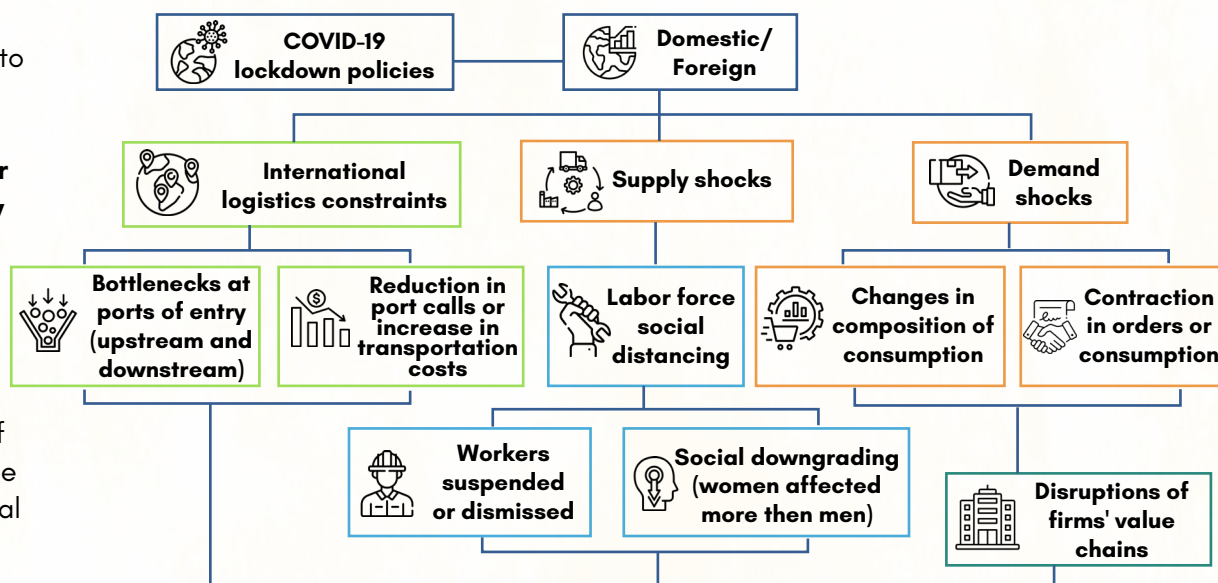 to
r
y
f
e
al
COVID-19
lockdown policies
Domestic/
Foreign
International
logistics constraints
Supply shocks
Demand
shocks
Bottlenecks at
ports of entry
(upstream and
downstream)
$
Reduction in
port calls or
increase in
transportation
costs
Labor force
social
distancing
Changes in
composition of
consumption
Contraction
in orders or
consumption
Workers
suspended
or dismissed
Social downgrading
(women affected
more then men)
Disruptions of
firms' value
chains